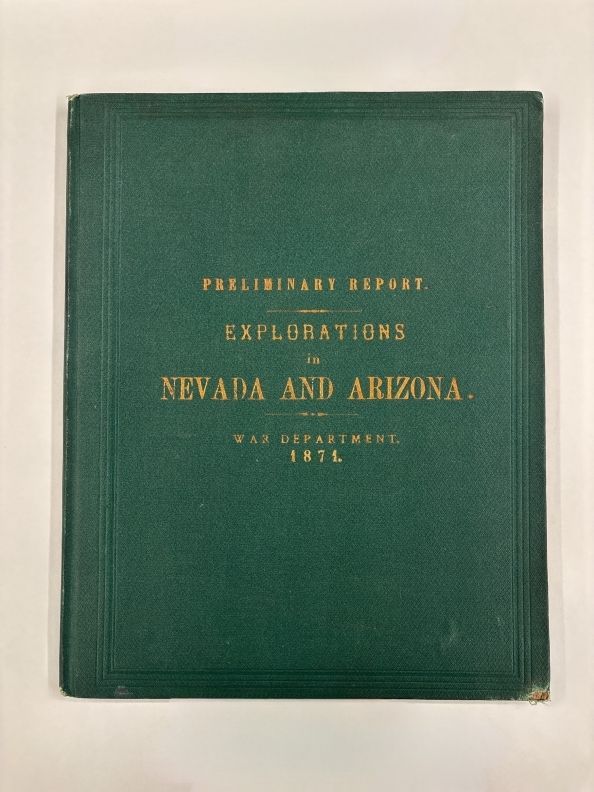 PRELIMINARY REPORT.
EXPLORATIONS
in
NEVADA AND ARIZONA.
WAR DEPARTMENT.
1871.